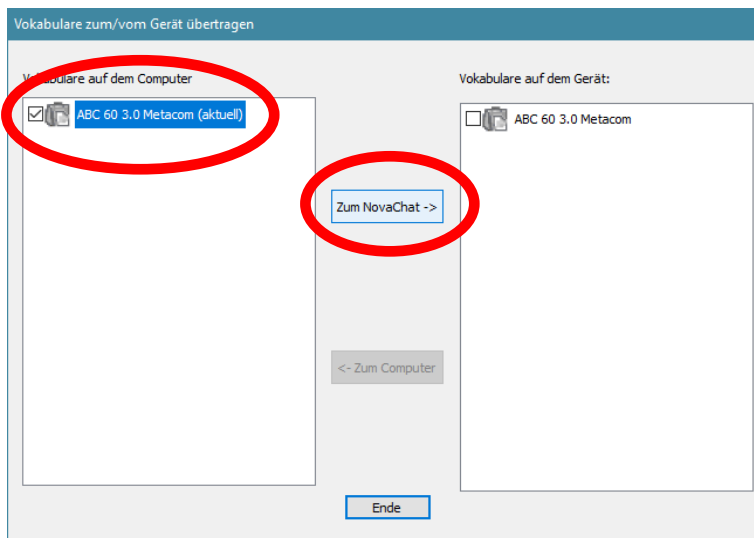 Vokabulare zum/vom Gerät übertragen
Vokabulare auf dem Computer
ABC 60 3.0 Metacom (aktuell)
Zum NovaChat ->
<- Zum Computer
Vokabulare auf dem Gerät:
ABC 60 3.0 Metacom
Ende